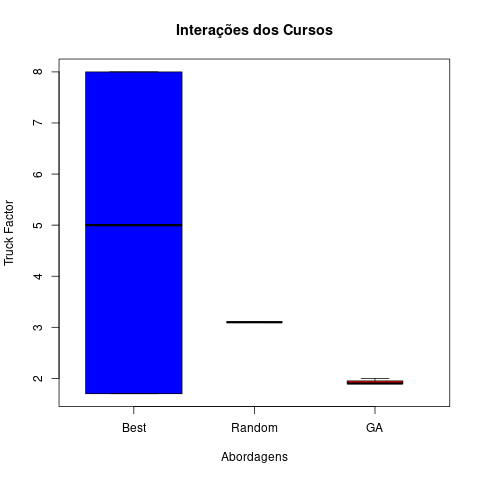 Interações dos Cursos
Truck Factor
8
7
6
5
4
3
2
Best Random GA
Abordagens